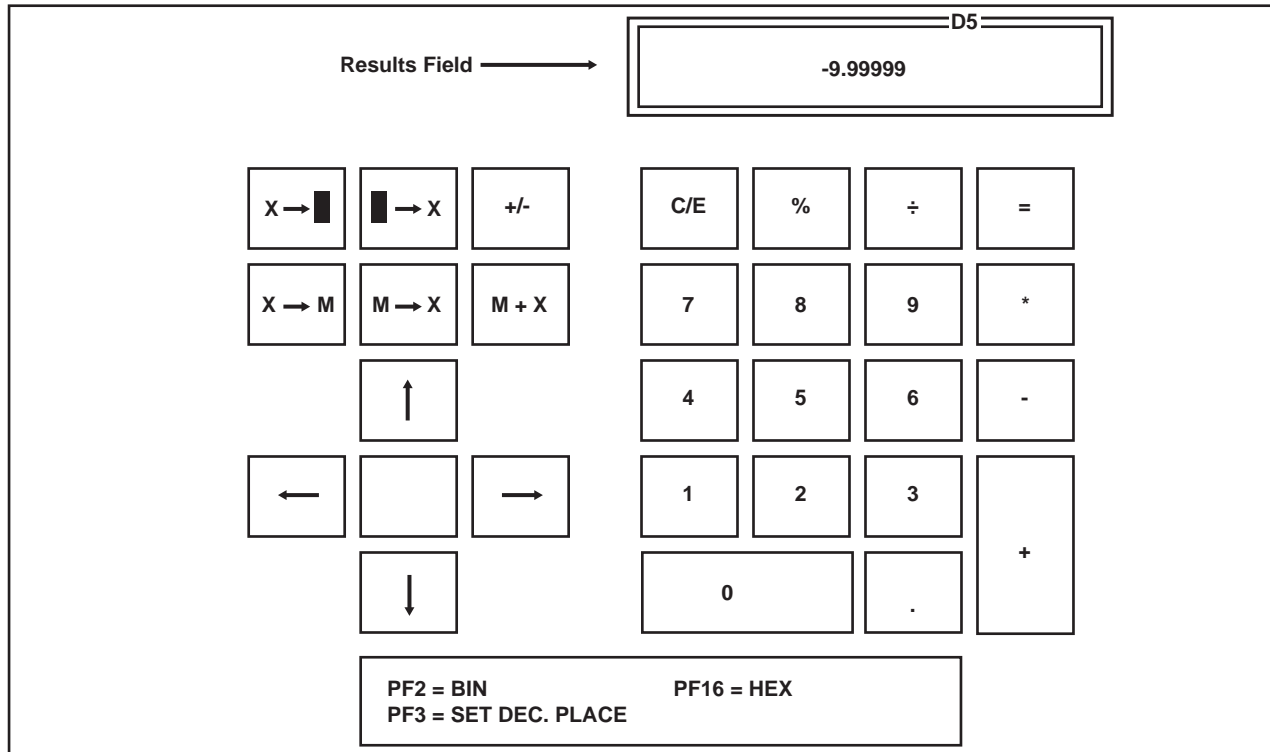 D5
Results Field → -9.99999
X → █ █ → X +/- C/E % ÷ =
X → M M → X M + X 7 8 9 *
↑ 4 5 6 -
← → 1 2 3
+
↓ 0 .
PF2 = BIN PF16 = HEX
PF3 = SET DEC. PLACE